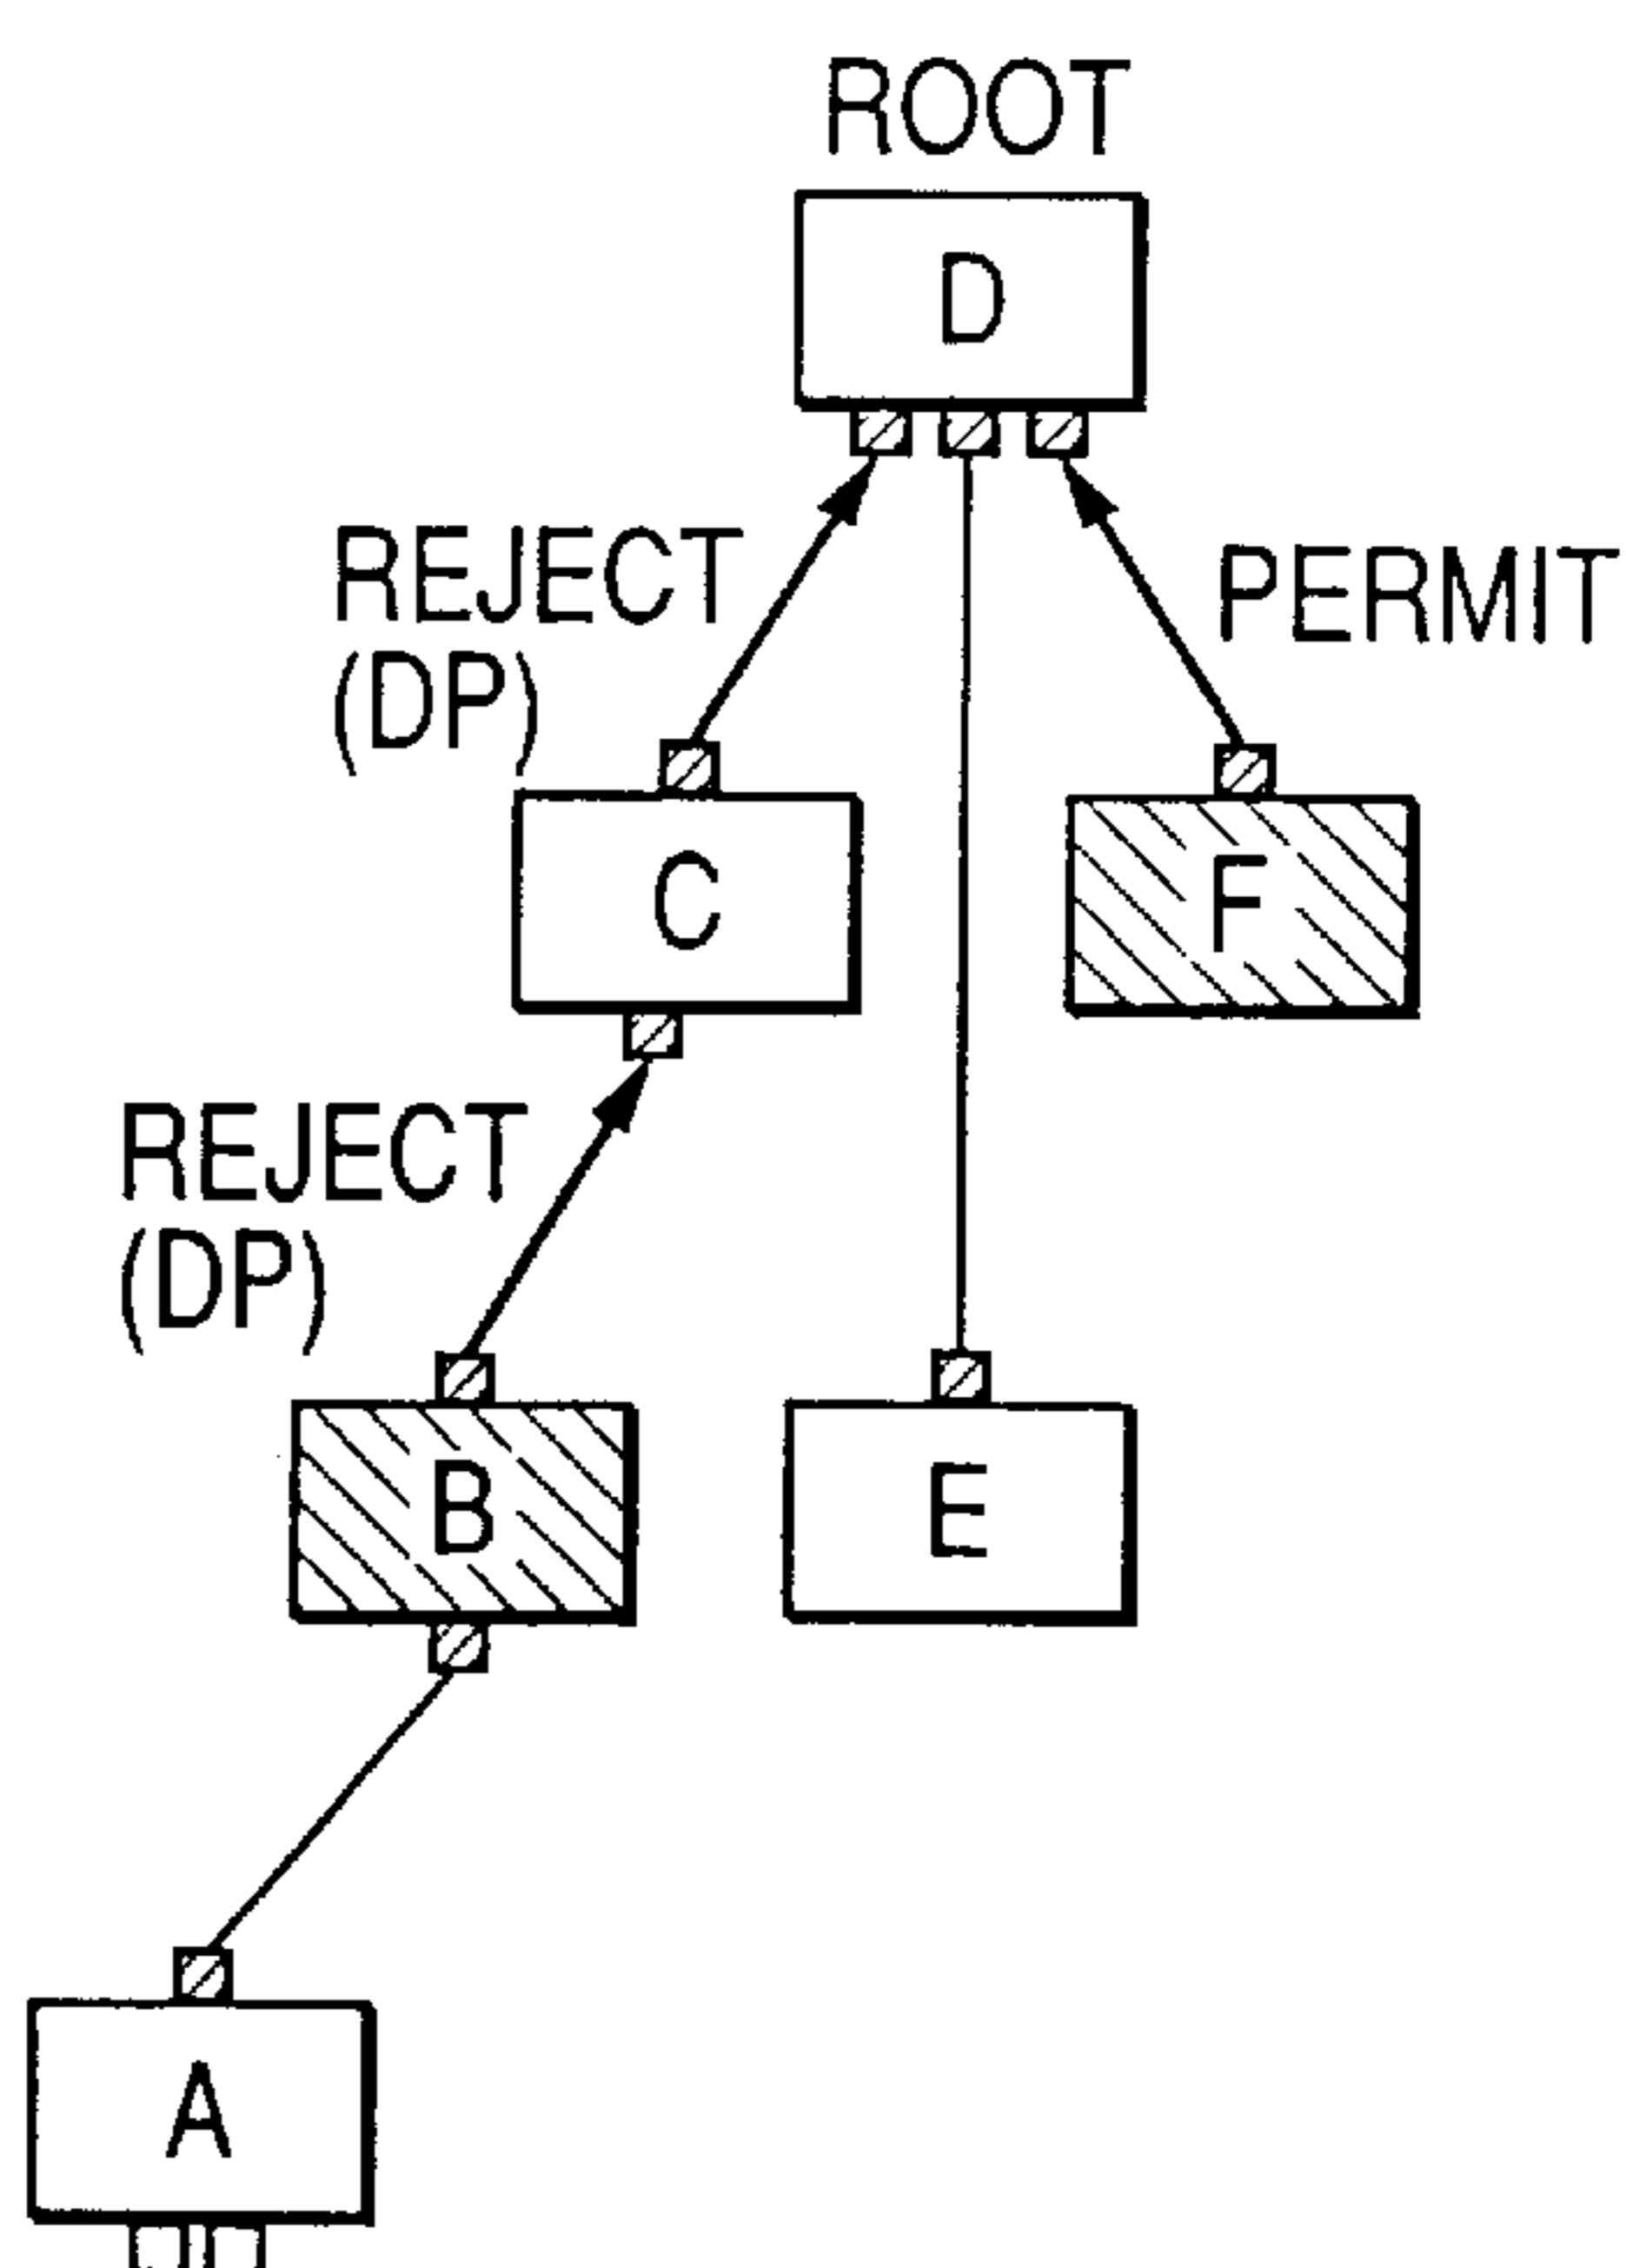 ROOT
D
REJECT
(DP)
PERMIT
C
F
REJECT
(DP)
B
E
A